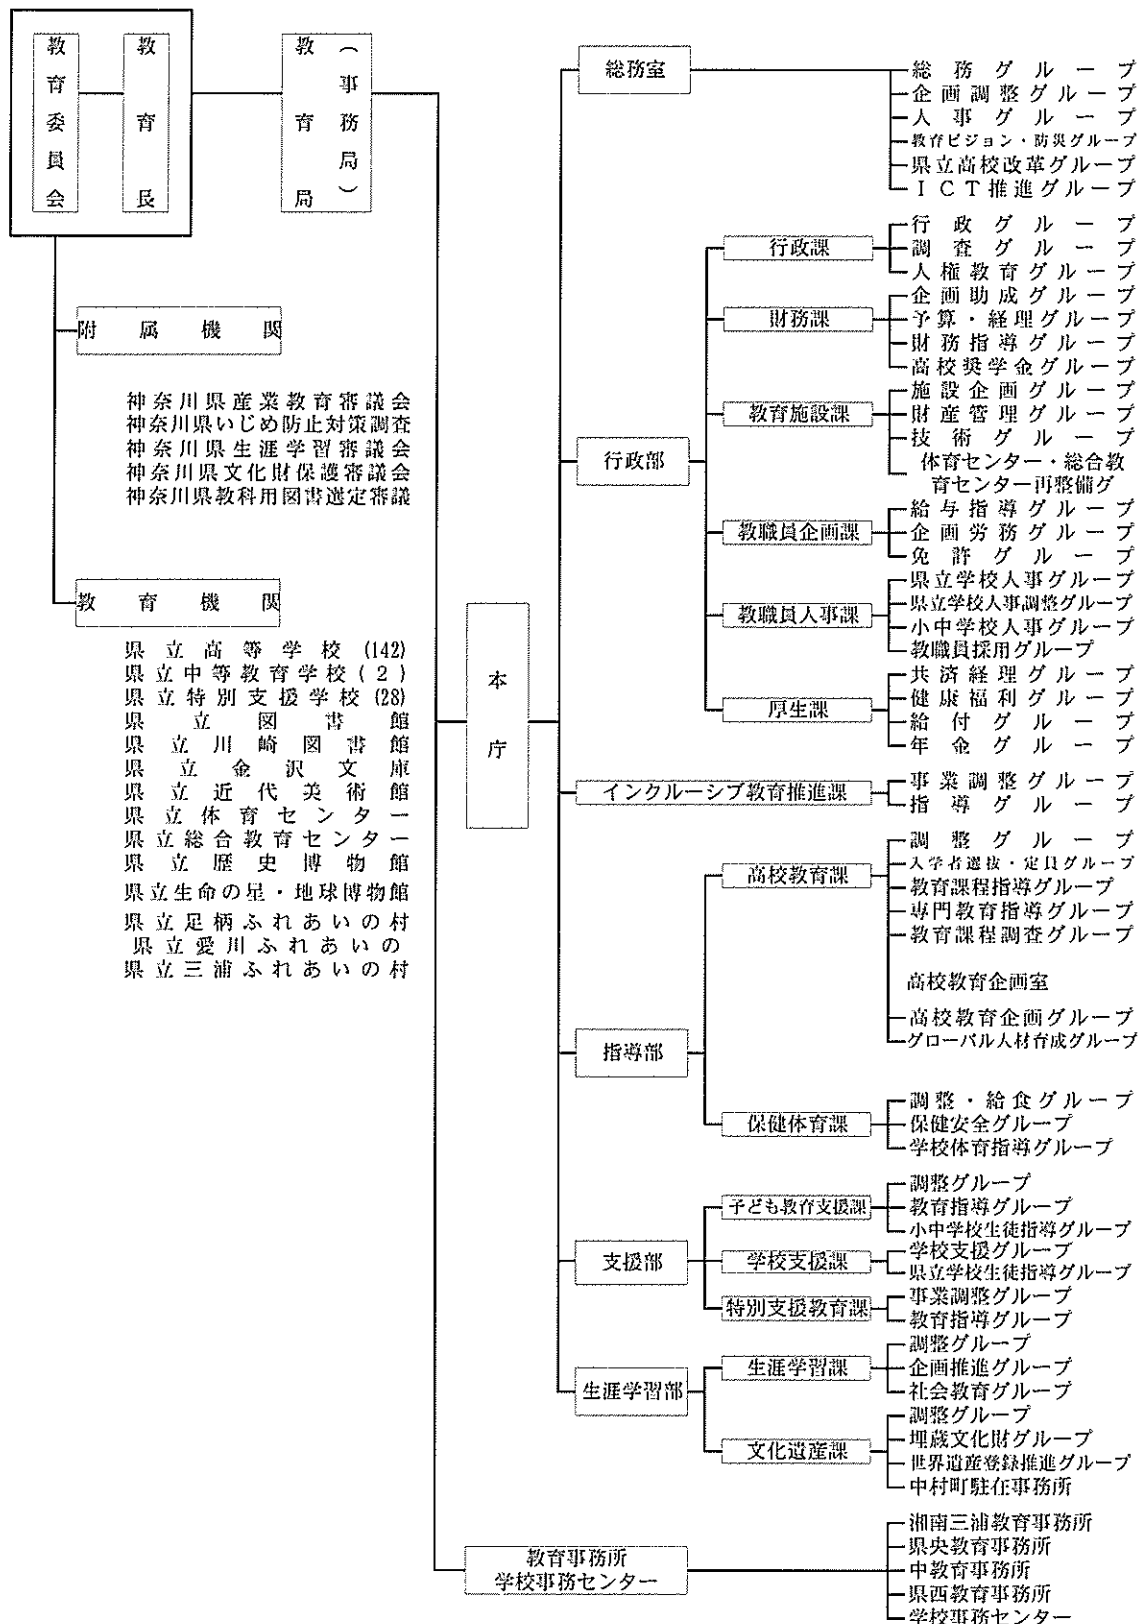 教育委員会
教育長
教育局
（事務局）
附属機関
神奈川県産業教育審議会
神奈川県いじめ防止対策調査
神奈川県生涯学習審議会
神奈川県文化財保護審議会
神奈川県教科用図書選定審議
教育機関
県立高等学校(142)
県立中等教育学校(2)
県立特別支援学校(28)
県立図書館
県立川崎図書館
県立金沢文庫
県立近代美術館
県立体育センター
県立総合教育センター
県立歴史博物館
県立生命の星・地球博物館
県立足柄ふれあいの村
県立愛川ふれあいの
県立三浦ふれあいの村
本庁
総務室
総務グループ
企画調整グループ
人事グループ
教育ビジョン・防災グループ
県立高校改革グループ
ICT推進グループ
行政部
行政課
行政グループ
調査グループ
人権教育グループ
財務課
企画助成グループ
予算・経理グループ
財務指導グループ
高校奨学金グループ
教育施設課
施設企画グループ
財産管理グループ
技術グループ
体育センター・総合教
育センター再整備グ
教職員企画課
給与指導グループ
企画労務グループ
免許グループ
教職員人事課
県立学校人事グループ
県立学校人事調整グループ
小中学校人事グループ
教職員採用グループ
厚生課
共済経理グループ
健康福利グループ
給付グループ
年金グループ
インクルーシブ教育推進課
事業調整グループ
指導グループ
指導部
高校教育課
調整グループ
入学者選抜・定員グループ
教育課程指導グループ
専門教育指導グループ
教育課程調査グループ
高校教育企画室
高校教育企画グループ
グローバル人材育成グループ
保健体育課
調整・給食グループ
保健安全グループ
学校体育指導グループ
支援部
子ども教育支援課
調整グループ
教育指導グループ
小中学校生徒指導グループ
学校支援課
学校支援グループ
県立学校生徒指導グループ
特別支援教育課
事業調整グループ
教育指導グループ
生涯学習部
生涯学習課
調整グループ
企画推進グループ
社会教育グループ
文化遺産課
調整グループ
埋蔵文化財グループ
世界遺産登録推進グループ
中村町駐在事務所
教育事務所
学校事務センター
湘南三浦教育事務所
県央教育事務所
中教育事務所
県西教育事務所
学校事務センター